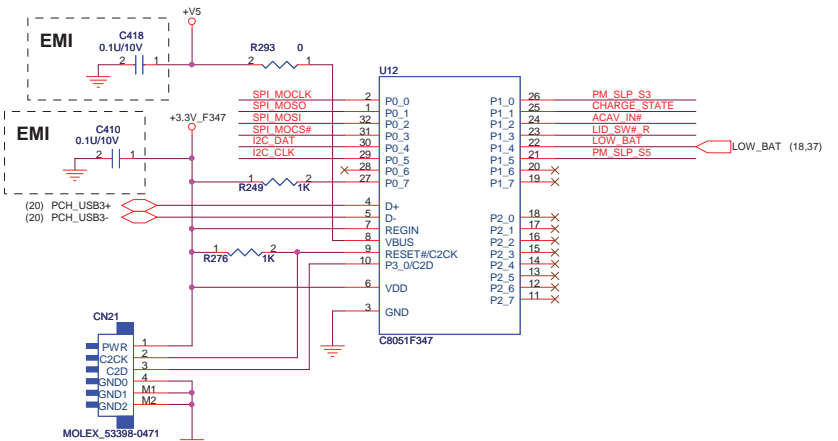 +V5
EMI
C418
0.1U/10V
2 1
R293 0
2 1
U12
EMI
+3.3V_F347
C410
0.1U/10V
2 1
SPI_MOCLK 2 P0_0
SPI_MOSO 1 P0_1
SPI_MOSI 32 P0_2
SPI_MOCS# 31 P0_3
I2C_DAT 30 P0_4
I2C_CLK 29 P0_5
28 P0_6
27 P0_7
1 2
R249 1K
(20) PCH_USB3+ 4 D+
(20) PCH_USB3- 5 D-
7 REGIN
8 VBUS
9 RESET#/C2CK
10 P3_0/C2D
1 2
R276 1K
6 VDD
3 GND
P1_0 26 PM_SLP_S3
P1_1 25 CHARGE_STATE
P1_2 24 ACAV_IN#
P1_3 23 LID_SW#_R
P1_4 22 LOW_BAT
LOW_BAT (18,37)
P1_5 21 PM_SLP_S5
P1_6 20
P1_7 19
P2_0 18
P2_1 17
P2_2 16
P2_3 15
P2_4 14
P2_5 13
P2_6 12
P2_7 11
C8051F347
CN21
PWR 1
C2CK 2
C2D 3
GND0 4
GND1 M1
GND2 M2
MOLEX_53398-0471